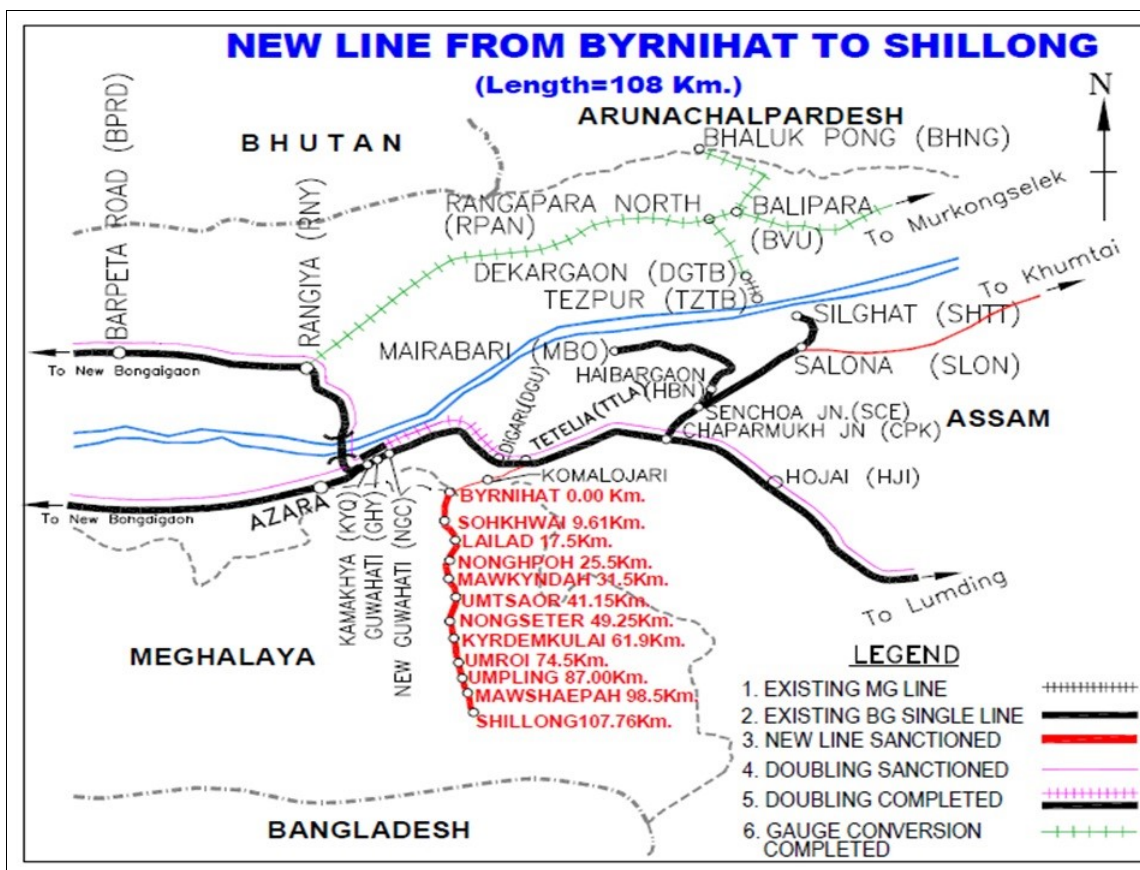 NEW LINE FROM BYRNIHAT TO SHILLONG
(Length=108 Km.)
N
ARUNACHALPARDESH
BHUTAN
BHALUK PONG (BHNG)
BARPETA ROAD (BPRD)
RANGIYA (RNY)
RANGAPARA NORTH
(RPAN)
BALIPARA
(BVU)
To Murkongselek
DEKARGAON (DGTB)
TEZPUR (TZTB)
To Khumtai
SILGHAT (SHTT)
MAIRABARI (MBO)
SALONA (SLON)
To New Bongaigaon
HAIBARGAON
(HBN)
DIGARU(DGU)
TETELIA(TTLA)
SENCHOA JN.(SCE)
CHAPARMUKH JN (CPK)
ASSAM
KOMALOJARI
HOJAI (HJI)
AZARA
To New Bongaigaon
KAMAKHYA (KYQ)
GUWAHATI (GHY)
NEW GUWAHATI (NGC)
BYRNIHAT 0.00 Km.
SOHKHWAI 9.61Km.
LAILAD 17.5Km.
NONGHPOH 25.5Km.
MAWKYNDAH 31.5Km.
UMTSAOR 41.15Km.
NONGSETER 49.25Km.
KYRDEMKULAI 61.9Km.
UMROI 74.5Km.
UMPLING 87.00Km.
MAWSHAEPAH 98.5Km.
SHILLONG107.76Km.
To Lumding
MEGHALAYA
BANGLADESH
LEGEND
1. EXISTING MG LINE
2. EXISTING BG SINGLE LINE
3. NEW LINE SANCTIONED
4. DOUBLING SANCTIONED
5. DOUBLING COMPLETED
6. GAUGE CONVERSION
COMPLETED